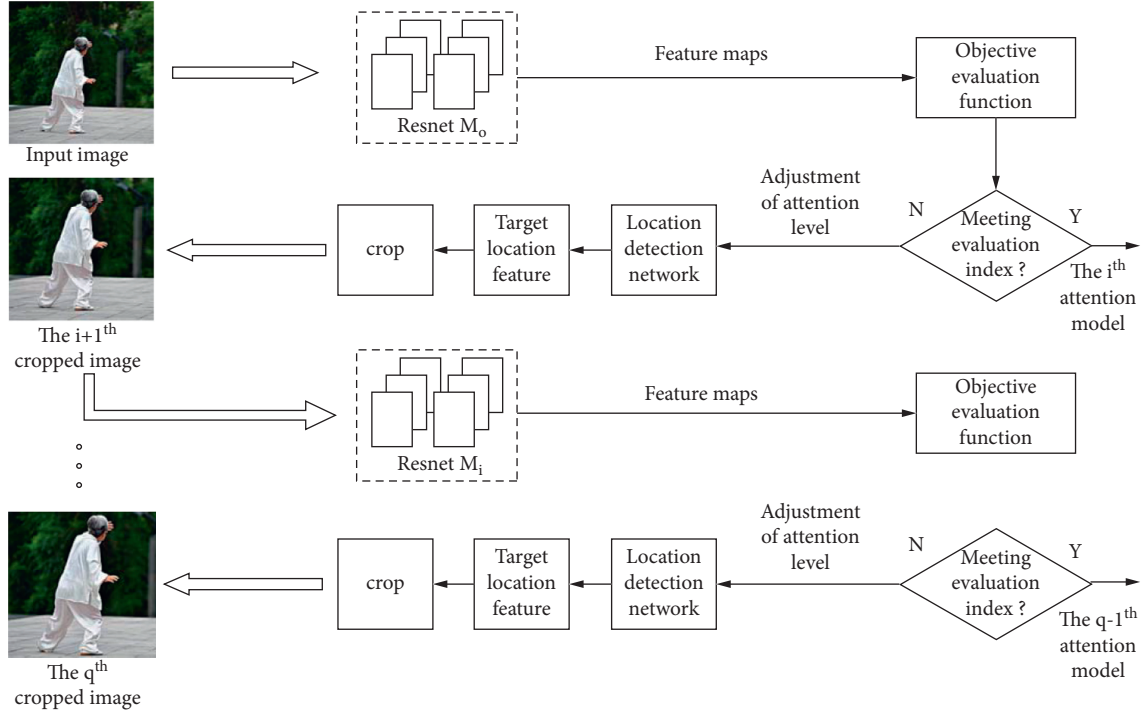 Input image
Resnet Mo
Feature maps
Objective
evaluation
function
Meeting
evaluation
index ?
N
Y
The ith
attention
model
Adjustment
of attention
level
Location
detection
network
Target
location
feature
crop
The i+1th
cropped image
Resnet Mi
Feature maps
Objective
evaluation
function
Meeting
evaluation
index ?
N
Y
The q-1th
attention
model
Adjustment
of attention
level
Location
detection
network
Target
location
feature
crop
The qth
cropped image